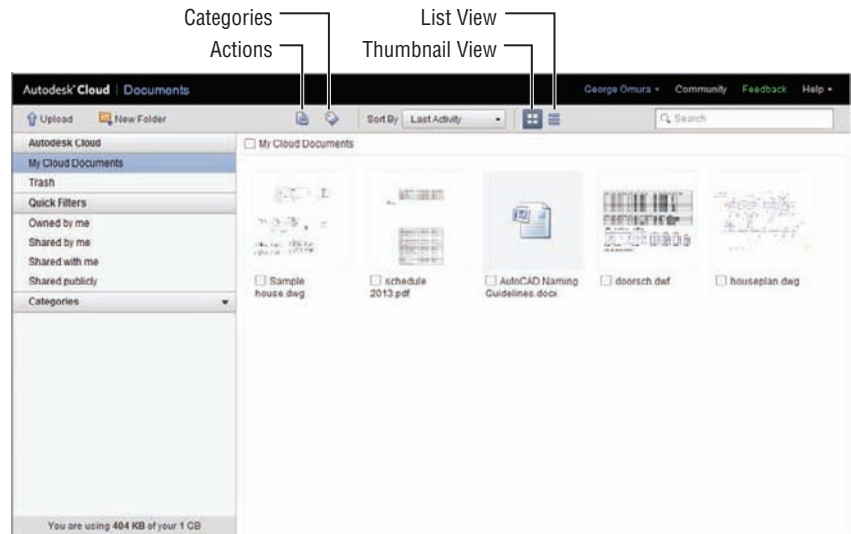 Categories
List View
Actions
Thumbnail View
Autodesk® Cloud | Documents
George Omura
Community
Feedback
Help
Upload
New Folder
Sort By
Last Activity
Search
Autodesk Cloud
My Cloud Documents
My Cloud Documents
Trash
Quick Filters
Owned by me
Shared by me
Shared with me
Shared publicly
Categories
Sample house.dwg
schedule 2013.pdf
AutoCAD Naming Guidelines.docx
doorsch.dwf
houseplan.dwg
You are using 404 KB of your 1 GB